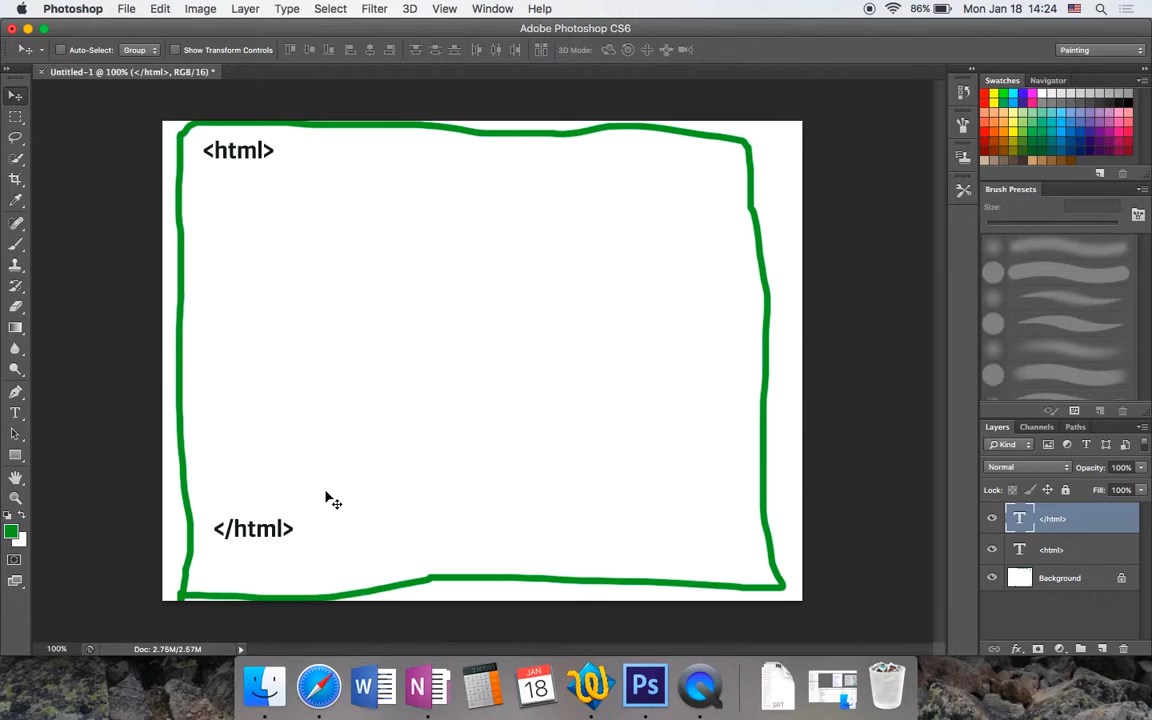 Photoshop File Edit Image Layer Type Select Filter 3D View Window Help 86% Mon Jan 18 14:24
Adobe Photoshop CS6
Auto-Select: Group Show Transform Controls 3D Mode: Painting
Untitled-1 @ 100% (</html>, RGB/16) *
Swatches Navigator
<html>
Brush Presets
Size:
Layers Channels Paths
Kind
Normal Opacity: 100%
Lock: Fill: 100%
</html>
T </html>
T <html>
Background
100% Doc: 2.75M/2.57M
JAN
18
W N Ps
SRT